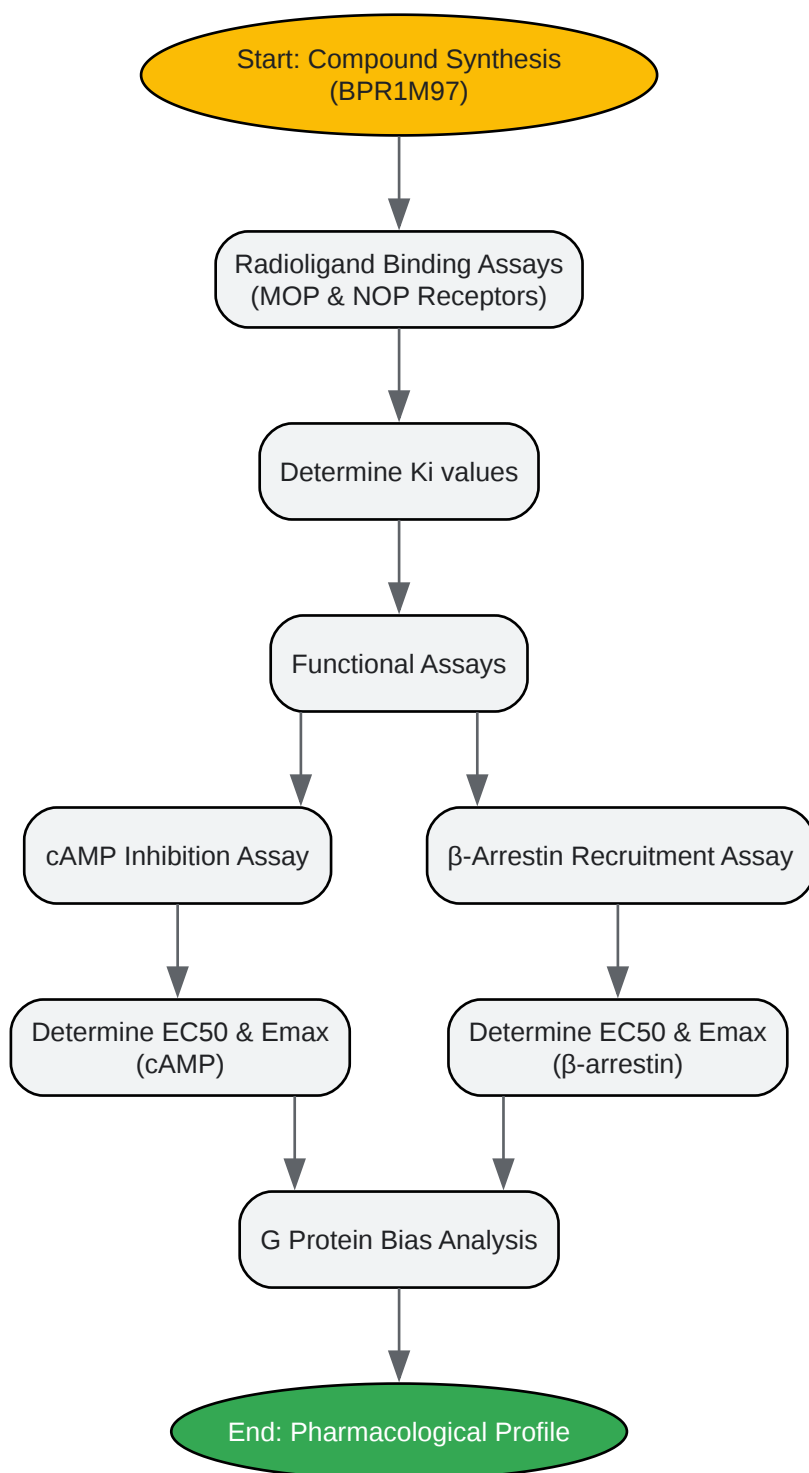 Start: Compound Synthesis
(BPR1M97)
Radioligand Binding Assays
(MOP & NOP Receptors)
Determine Ki values
Functional Assays
cAMP Inhibition Assay
β-Arrestin Recruitment Assay
Determine EC50 & Emax
(cAMP)
Determine EC50 & Emax
(β-arrestin)
G Protein Bias Analysis
End: Pharmacological Profile